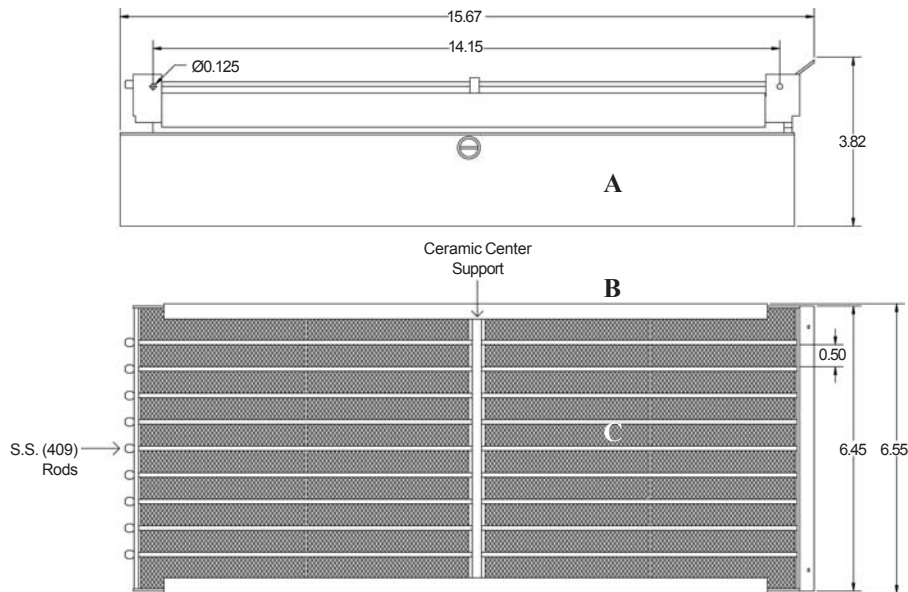 15.67
14.15
Ø0.125
3.82
A
Ceramic Center
Support
B
0.50
C
S.S. (409)
Rods
6.45
6.55